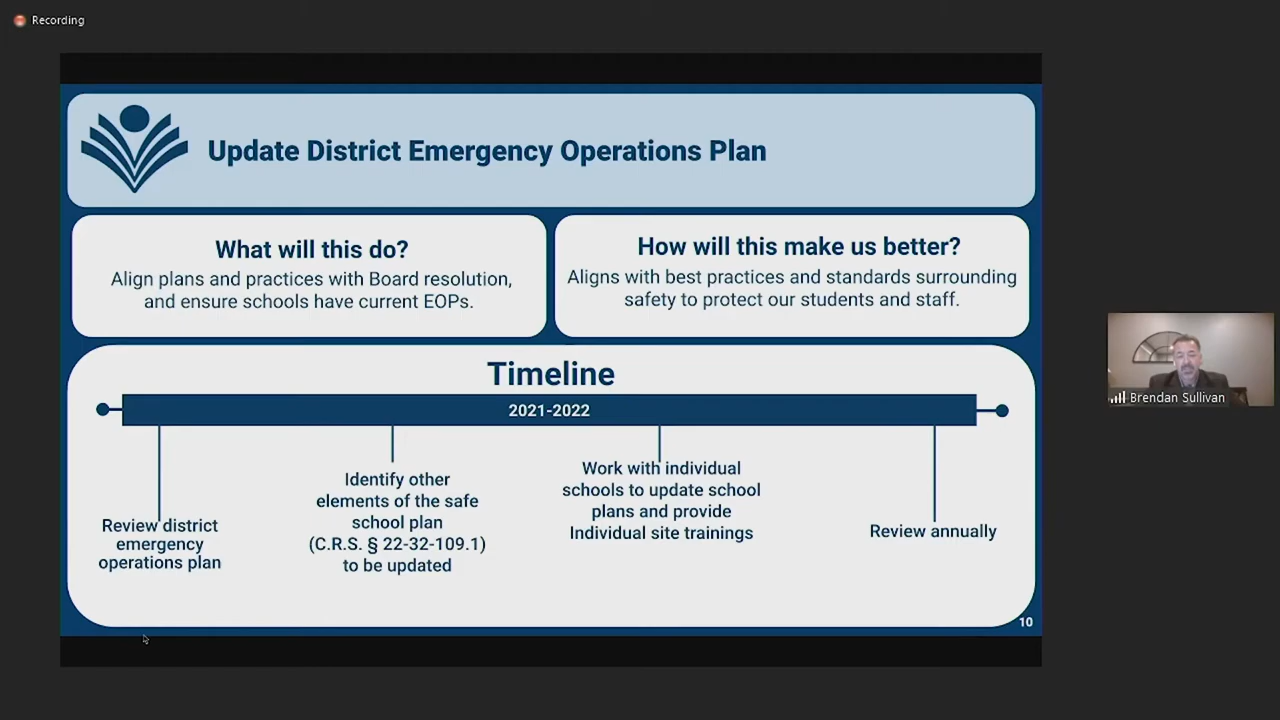 Recording
Update District Emergency Operations Plan
What will this do?
Align plans and practices with Board resolution,
and ensure schools have current EOPs.
How will this make us better?
Aligns with best practices and standards surrounding
safety to protect our students and staff.
Timeline
2021-2022
Review district
emergency
operations plan
Identify other
elements of the safe
school plan
(C.R.S. § 22-32-109.1)
to be updated
Work with individual
schools to update school
plans and provide
Individual site trainings
Review annually
10
Brendan Sullivan